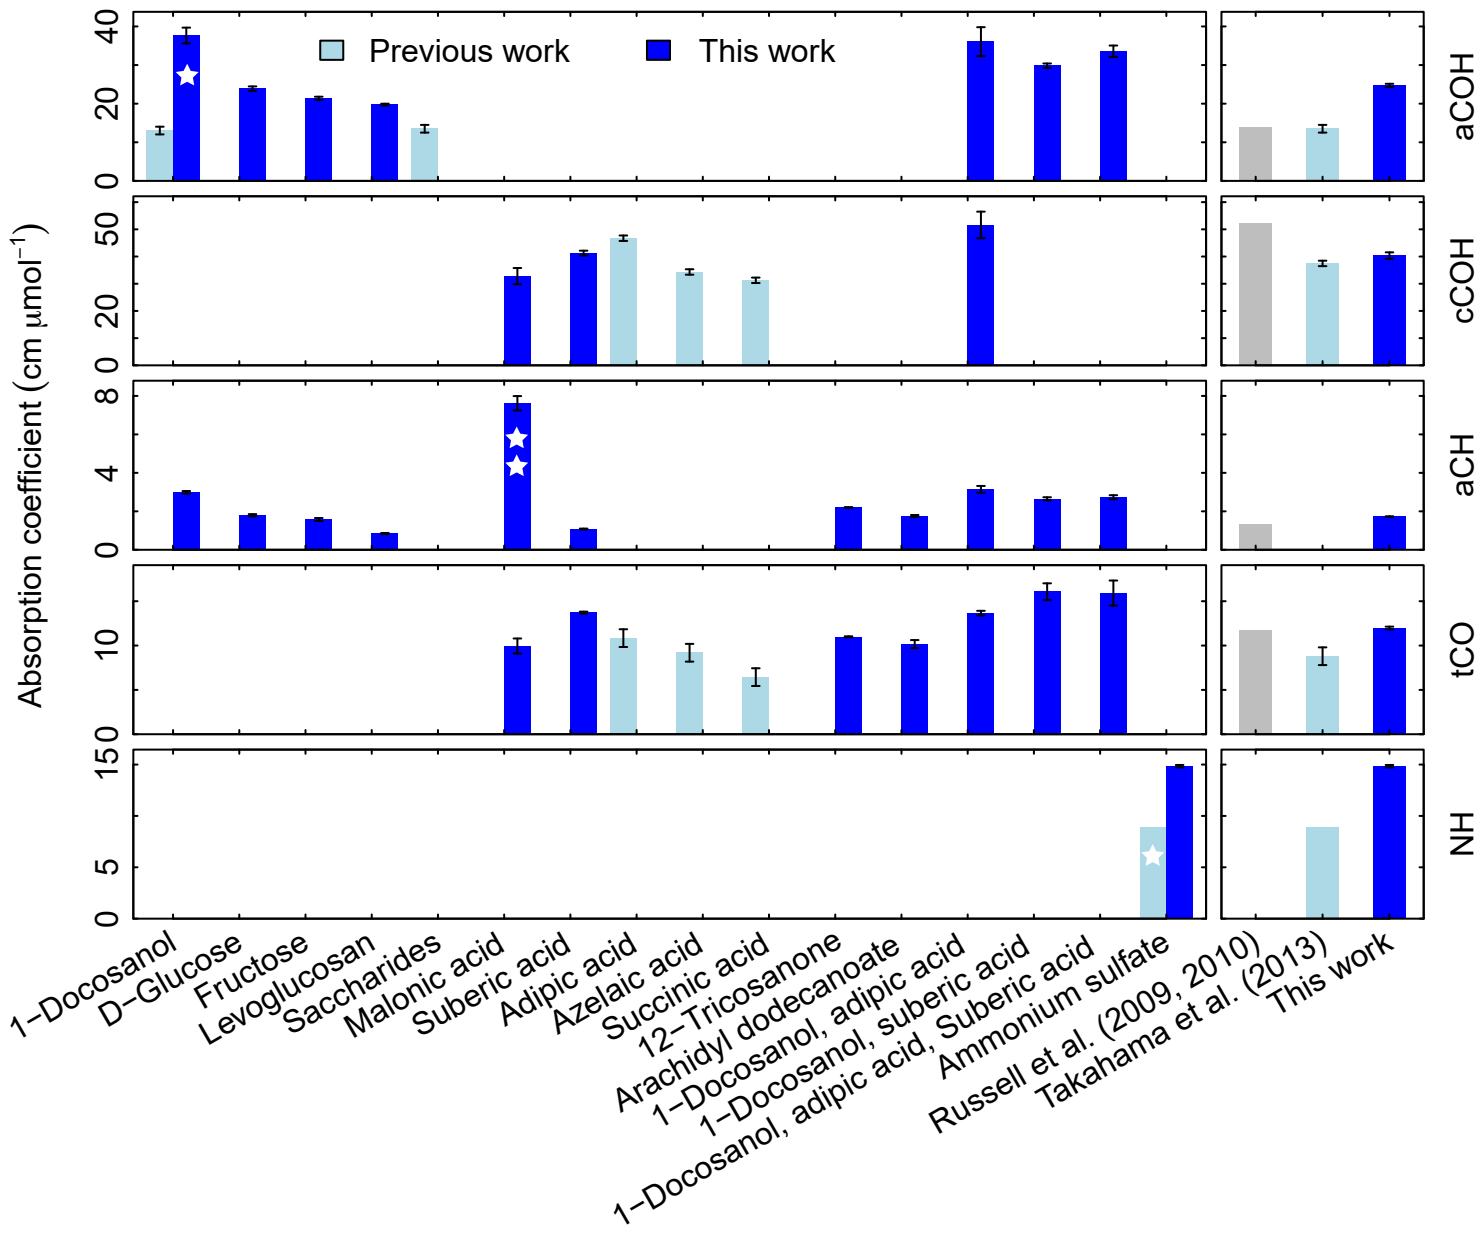 Absorption coefficient (cm μmol⁻¹)
Previous work
This work
0
20
40
aCOH
0
20
50
cCOH
0
4
8
aCH
0
10
tCO
0
5
15
NH
1−Docosanol
D−Glucose
Fructose
Levoglucosan
Saccharides
Malonic acid
Suberic acid
Adipic acid
Azelaic acid
Succinic acid
12−Tricosanone
Arachidyl dodecanoate
1−Docosanol, adipic acid
1−Docosanol, suberic acid
1−Docosanol, adipic acid, Suberic acid
Ammonium sulfate
Russell et al. (2009, 2010)
Takahama et al. (2013)
This work